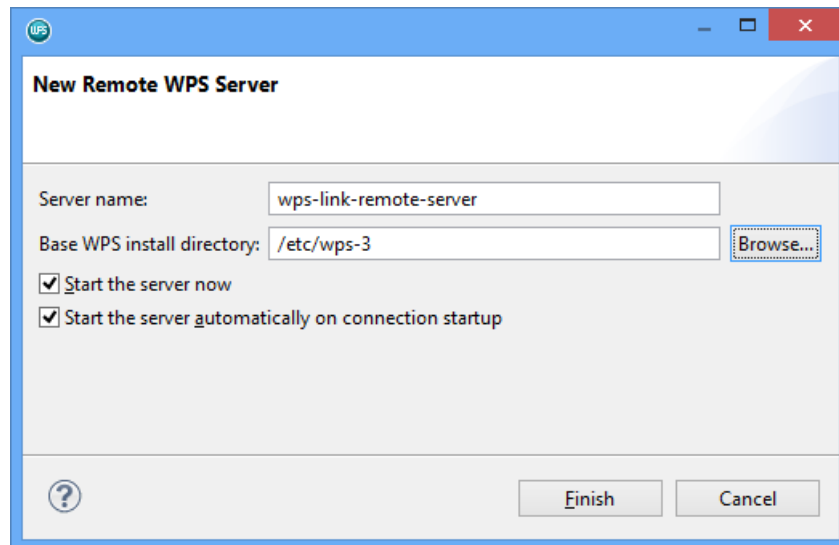 WPS
New Remote WPS Server
Server name: wps-link-remote-server
Base WPS install directory: /etc/wps-3 Browse...
Start the server now
Start the server automatically on connection startup
? Finish Cancel